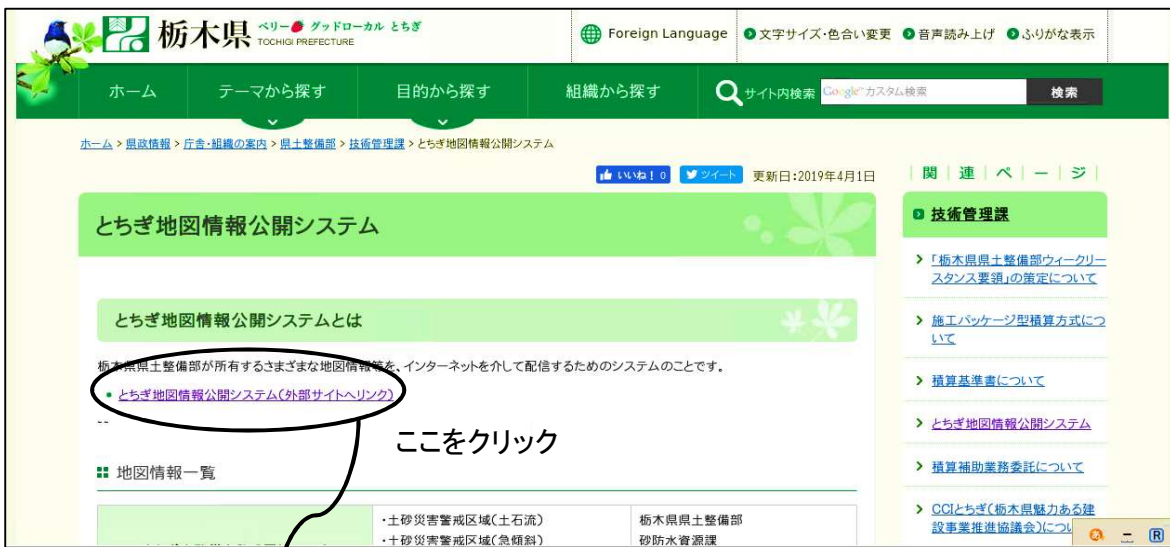 栃木県
ベリー グッドローカル とちぎ
TOCHIGI PREFECTURE
Foreign Language
文字サイズ・色合い変更
音声読み上げ
ふりがな表示
ホーム
テーマから探す
目的から探す
組織から探す
サイト内検索
Google カスタム検索
検索
ホーム > 県政情報 > 庁舎・組織の案内 > 県土整備部 > 技術管理課 > とちぎ地図情報公開システム
いいね! 0
ツイート
更新日:2019年4月1日
とちぎ地図情報公開システム
とちぎ地図情報公開システムとは
栃木県県土整備部が所有するさまざまな地図情報等を、インターネットを介して配信するためのシステムのことです。
とちぎ地図情報公開システム(外部サイトへリンク)
--
ここをクリック
地図情報一覧
・土砂災害警戒区域(土石流)
・土砂災害警戒区域(急傾斜)
栃木県県土整備部
砂防水資源課
関連ページ
技術管理課
「栃木県県土整備部ウィークリー
スタンス要領」の策定について
施工パッケージ型積算方式につ
いて
積算基準書について
とちぎ地図情報公開システム
積算補助業務委託について
CCIとちぎ(栃木県魅力ある建
設事業推進協議会)につい
R